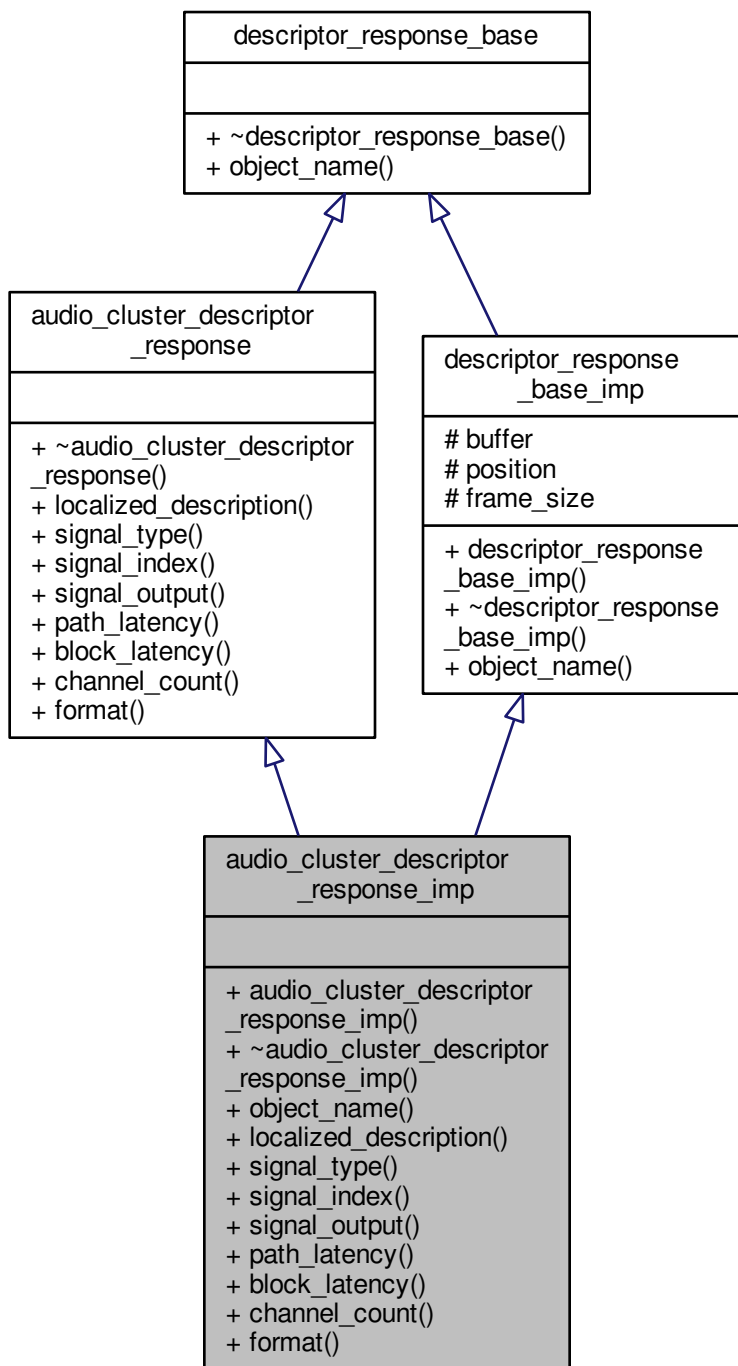 descriptor_response_base
+ ~descriptor_response_base()
+ object_name()
audio_cluster_descriptor
_response
+ ~audio_cluster_descriptor
_response()
+ localized_description()
+ signal_type()
+ signal_index()
+ signal_output()
+ path_latency()
+ block_latency()
+ channel_count()
+ format()
descriptor_response
_base_imp
# buffer
# position
# frame_size
+ descriptor_response
_base_imp()
+ ~descriptor_response
_base_imp()
+ object_name()
audio_cluster_descriptor
_response_imp
+ audio_cluster_descriptor
_response_imp()
+ ~audio_cluster_descriptor
_response_imp()
+ object_name()
+ localized_description()
+ signal_type()
+ signal_index()
+ signal_output()
+ path_latency()
+ block_latency()
+ channel_count()
+ format()